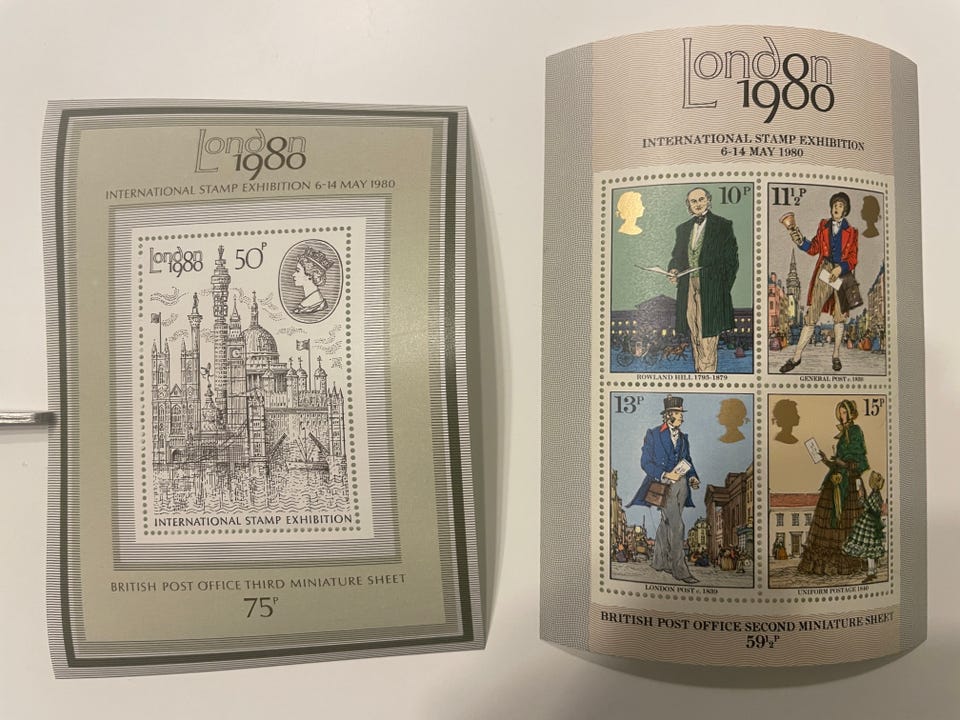 London
1980
INTERNATIONAL STAMP EXHIBITION 6-14 MAY 1980
London
1980
50P
INTERNATIONAL STAMP EXHIBITION
BRITISH POST OFFICE THIRD MINIATURE SHEET
75P
London
1980
INTERNATIONAL STAMP EXHIBITION
6-14 MAY 1980
10P
ROWLAND HILL 1795-1879
11½P
GENERAL POST c. 1839
13P
LONDON POST c. 1839
15P
UNIFORM POSTAGE 1840
BRITISH POST OFFICE SECOND MINIATURE SHEET
59½P